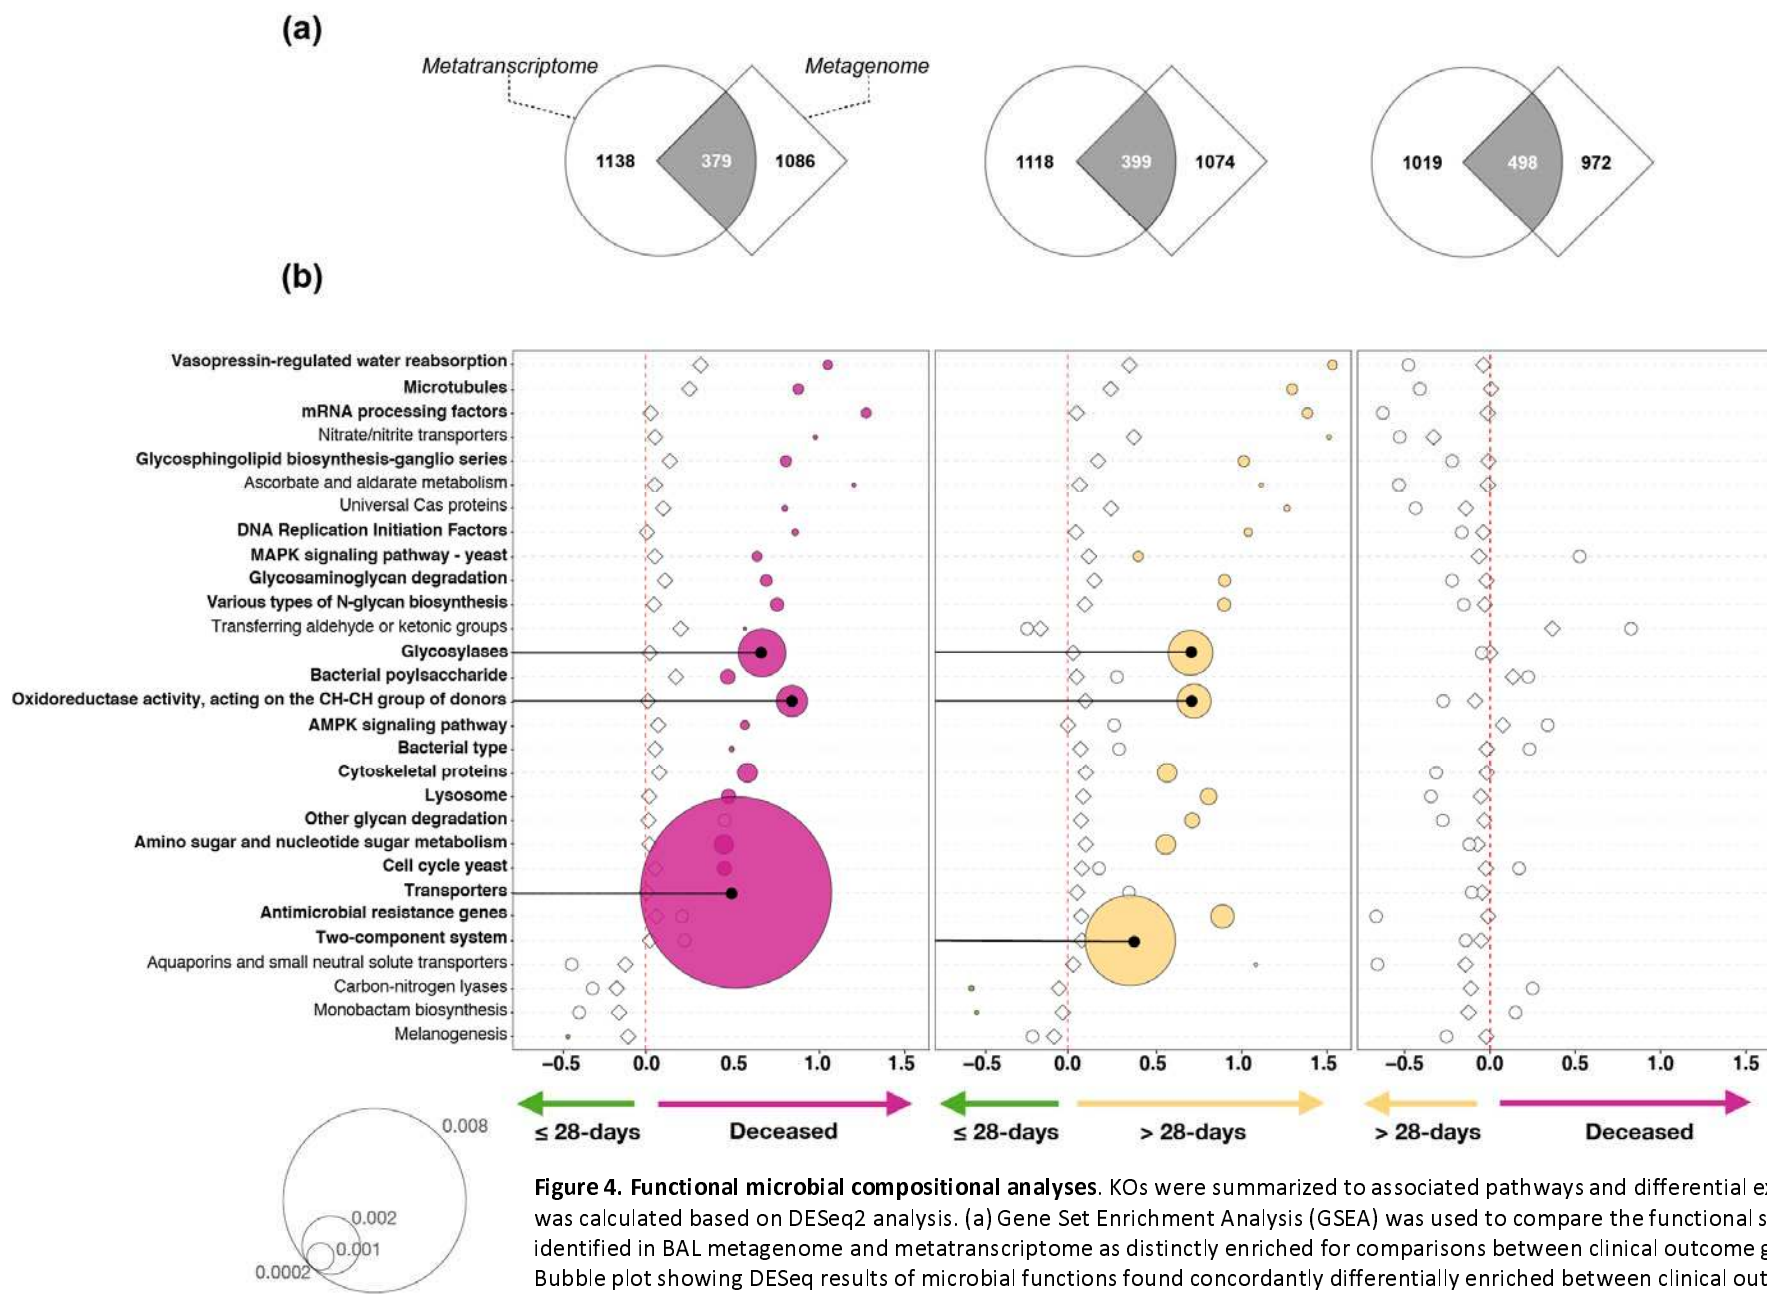 (a)
Metatranscriptome
Metagenome
1138
379
1086
1118
399
1074
1019
498
972
(b)
Vasopressin-regulated water reabsorption
Microtubules
mRNA processing factors
Nitrate/nitrite transporters
Glycosphingolipid biosynthesis-ganglio series
Ascorbate and aldarate metabolism
Universal Cas proteins
DNA Replication Initiation Factors
MAPK signaling pathway - yeast
Glycosaminoglycan degradation
Various types of N-glycan biosynthesis
Transferring aldehyde or ketonic groups
Glycosylases
Bacterial poylsaccharide
Oxidoreductase activity, acting on the CH-CH group of donors
AMPK signaling pathway
Bacterial type
Cytoskeletal proteins
Lysosome
Other glycan degradation
Amino sugar and nucleotide sugar metabolism
Cell cycle yeast
Transporters
Antimicrobial resistance genes
Two-component system
Aquaporins and small neutral solute transporters
Carbon-nitrogen lyases
Monobactam biosynthesis
Melanogenesis
−0.5 0.0 0.5 1.0 1.5
−0.5 0.0 0.5 1.0 1.5
−0.5 0.0 0.5 1.0 1.5
≤ 28-days Deceased
≤ 28-days > 28-days
> 28-days Deceased
0.008
0.002
0.001
0.0002
Figure 4. Functional microbial compositional analyses. KOs were summarized to associated pathways and differential ex
was calculated based on DESeq2 analysis. (a) Gene Set Enrichment Analysis (GSEA) was used to compare the functional s
identified in BAL metagenome and metatranscriptome as distinctly enriched for comparisons between clinical outcome g
Bubble plot showing DESeq results of microbial functions found concordantly differentially enriched between clinical out